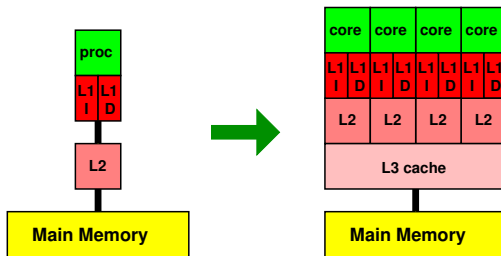 proc
L1 L1
I D
L2
Main Memory
core core core core
L1 L1 L1 L1 L1 L1 L1 L1
I D I D I D I D
L2 L2 L2 L2
L3 cache
Main Memory